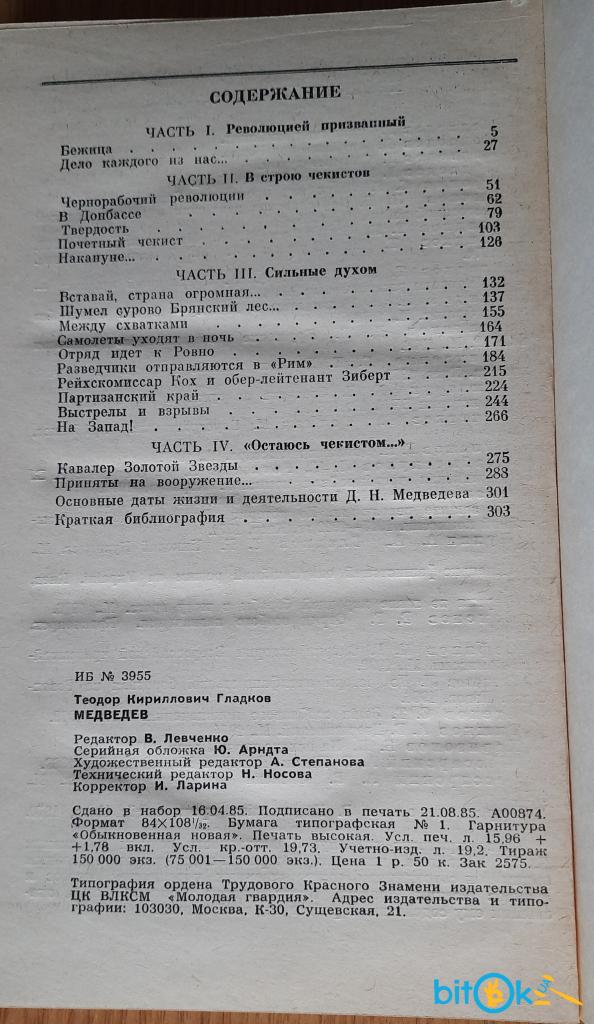 СОДЕРЖАНИЕ
ЧАСТЬ I. Революцией призванный
Бежица . . . . . . . . . . . . . . 5
Дело каждого из нас... . . . . . . . . . . 27
ЧАСТЬ II. В строю чекистов
Чернорабочий революции . . . . . . . . . 51
В Донбассе . . . . . . . . . . . . . 62
Твердость . . . . . . . . . . . . . 79
Почетный чекист . . . . . . . . . . . 103
Накануне... . . . . . . . . . . . . . 126
ЧАСТЬ III. Сильные духом
Вставай, страна огромная... . . . . . . . . 132
Шумел сурово Брянский лес... . . . . . . . 137
Между схватками . . . . . . . . . . . 155
Самолеты уходят в ночь . . . . . . . . . 164
Отряд идет к Ровно . . . . . . . . . . 171
Разведчики отправляются в «Рим» . . . . . . 184
Рейхскомиссар Кох и обер-лейтенант Зиберт . . . 215
Партизанский край . . . . . . . . . . 224
Выстрелы и взрывы . . . . . . . . . . 244
На Запад! . . . . . . . . . . . . . 266
ЧАСТЬ IV. «Остаюсь чекистом...»
Кавалер Золотой Звезды . . . . . . . . . 275
Приняты на вооружение... . . . . . . . . . 283
Основные даты жизни и деятельности Д. Н. Медведева 301
Краткая библиография . . . . . . . . . . 303
ИБ № 3955
Теодор Кириллович Гладков
МЕДВЕДЕВ
Редактор В. Левченко
Серийная обложка Ю. Арндта
Художественный редактор А. Степанова
Технический редактор Н. Носова
Корректор И. Ларина
Сдано в набор 16.04.85. Подписано в печать 21.08.85. А00874.
Формат 84×108¹/₃₂. Бумага типографская № 1. Гарнитура
«Обыкновенная новая». Печать высокая. Усл. печ. л. 15,96 +
+1,78 вкл. Усл. кр.-отт. 19,73. Учетно-изд. л. 19,2. Тираж
150 000 экз. (75 001—150 000 экз.). Цена 1 р. 50 к. Зак 2575.
Типография ордена Трудового Красного Знамени издательства
ЦК ВЛКСМ «Молодая гвардия». Адрес издательства и типо-
графии: 103030, Москва, К-30, Сущевская, 21.
bitok.ua